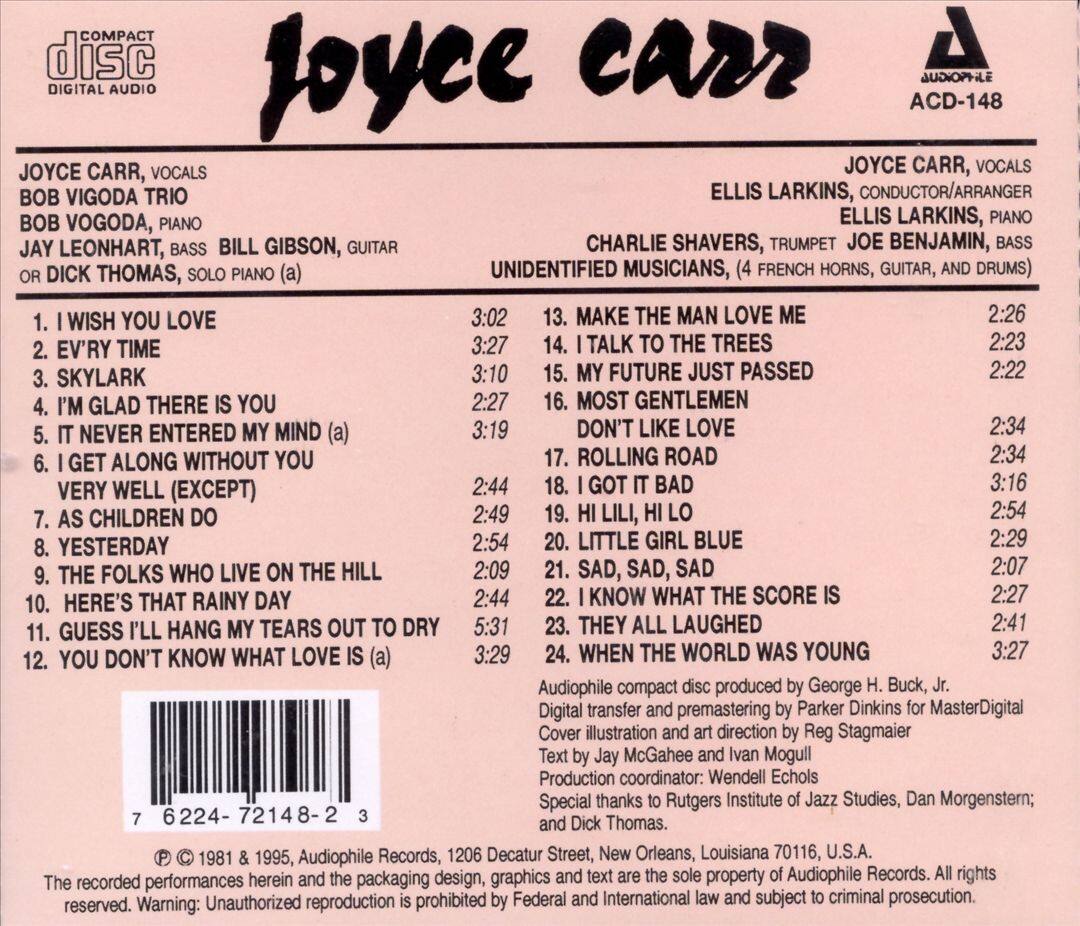 COMPACT
disc
DIGITAL AUDIO
Joyce Carr
AUDIOPHILE
ACD-148
JOYCE CARR, VOCALS
BOB VIGODA TRIO
BOB VOGODA, PIANO
JAY LEONHART, BASS BILL GIBSON, GUITAR
OR DICK THOMAS, SOLO PIANO (a)
JOYCE CARR, VOCALS
ELLIS LARKINS, CONDUCTOR/ARRANGER
ELLIS LARKINS, PIANO
CHARLIE SHAVERS, TRUMPET JOE BENJAMIN, BASS
UNIDENTIFIED MUSICIANS, (4 FRENCH HORNS, GUITAR, AND DRUMS)
1. I WISH YOU LOVE 3:02
2. EV'RY TIME 3:27
3. SKYLARK 3:10
4. I'M GLAD THERE IS YOU 2:27
5. IT NEVER ENTERED MY MIND (a) 3:19
6. I GET ALONG WITHOUT YOU
VERY WELL (EXCEPT) 2:44
7. AS CHILDREN DO 2:49
8. YESTERDAY 2:54
9. THE FOLKS WHO LIVE ON THE HILL 2:09
10. HERE'S THAT RAINY DAY 2:44
11. GUESS I'LL HANG MY TEARS OUT TO DRY 5:31
12. YOU DON'T KNOW WHAT LOVE IS (a) 3:29
13. MAKE THE MAN LOVE ME 2:26
14. I TALK TO THE TREES 2:23
15. MY FUTURE JUST PASSED 2:22
16. MOST GENTLEMEN
DON'T LIKE LOVE 2:34
17. ROLLING ROAD 2:34
18. I GOT IT BAD 3:16
19. HI LILI, HI LO 2:54
20. LITTLE GIRL BLUE 2:29
21. SAD, SAD, SAD 2:07
22. I KNOW WHAT THE SCORE IS 2:27
23. THEY ALL LAUGHED 2:41
24. WHEN THE WORLD WAS YOUNG 3:27
7 6224-72148-2 3
Audiophile compact disc produced by George H. Buck, Jr.
Digital transfer and premastering by Parker Dinkins for MasterDigital
Cover illustration and art direction by Reg Stagmaier
Text by Jay McGahee and Ivan Mogull
Production coordinator: Wendell Echols
Special thanks to Rutgers Institute of Jazz Studies, Dan Morgenstern;
and Dick Thomas.
℗ © 1981 & 1995, Audiophile Records, 1206 Decatur Street, New Orleans, Louisiana 70116, U.S.A.
The recorded performances herein and the packaging design, graphics and text are the sole property of Audiophile Records. All rights
reserved. Warning: Unauthorized reproduction is prohibited by Federal and International law and subject to criminal prosecution.